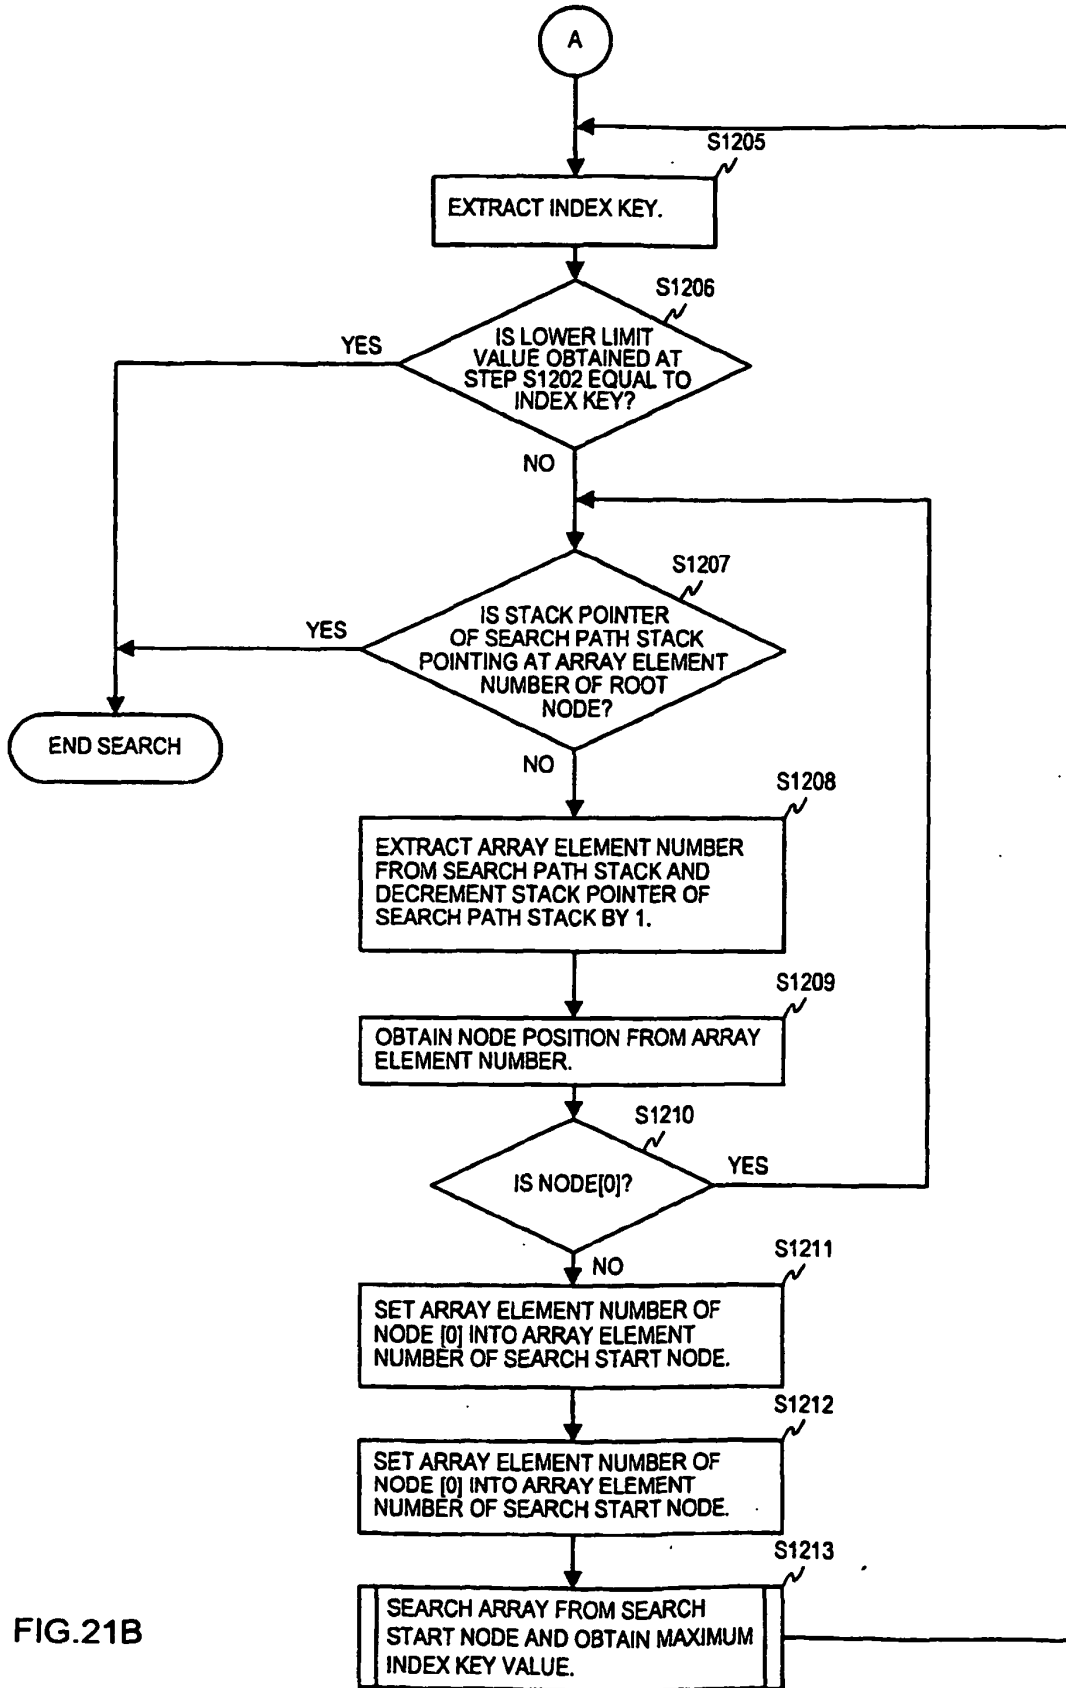 A
S1205
EXTRACT INDEX KEY.
S1206
YES
IS LOWER LIMIT
VALUE OBTAINED AT
STEP S1202 EQUAL TO
INDEX KEY?
NO
S1207
YES
IS STACK POINTER
OF SEARCH PATH STACK
POINTING AT ARRAY ELEMENT
NUMBER OF ROOT
NODE?
END SEARCH
NO
S1208
EXTRACT ARRAY ELEMENT NUMBER
FROM SEARCH PATH STACK AND
DECREMENT STACK POINTER OF
SEARCH PATH STACK BY 1.
S1209
OBTAIN NODE POSITION FROM ARRAY
ELEMENT NUMBER.
S1210
IS NODE[0]?
YES
NO
S1211
SET ARRAY ELEMENT NUMBER OF
NODE [0] INTO ARRAY ELEMENT
NUMBER OF SEARCH START NODE.
S1212
SET ARRAY ELEMENT NUMBER OF
NODE [0] INTO ARRAY ELEMENT
NUMBER OF SEARCH START NODE.
S1213
SEARCH ARRAY FROM SEARCH
START NODE AND OBTAIN MAXIMUM
INDEX KEY VALUE.
FIG.21B